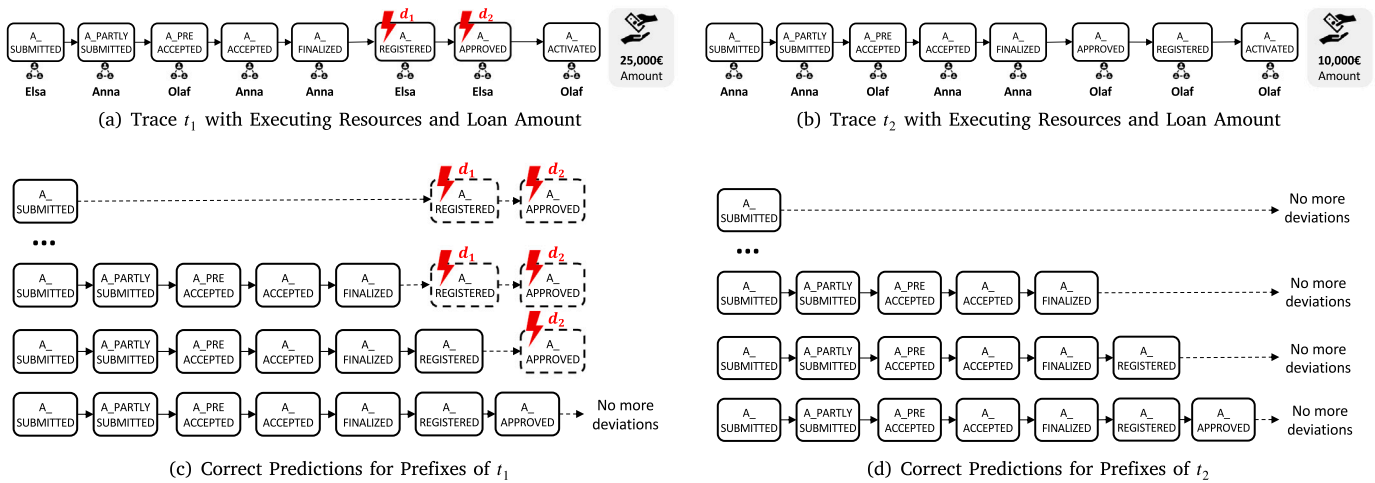 d1
d2
A_
SUBMITTED
A_PARTLY
SUBMITTED
A_PRE
ACCEPTED
A_
ACCEPTED
A_
FINALIZED
A_
REGISTERED
A_
APPROVED
A_
ACTIVATED
Elsa
Anna
Olaf
Anna
Anna
Elsa
Elsa
Olaf
25,000€
Amount
(a) Trace t1 with Executing Resources and Loan Amount
A_
SUBMITTED
A_PARTLY
SUBMITTED
A_PRE
ACCEPTED
A_
ACCEPTED
A_
FINALIZED
A_
APPROVED
A_
REGISTERED
A_
ACTIVATED
Anna
Anna
Olaf
Anna
Anna
Olaf
Olaf
Olaf
10,000€
Amount
(b) Trace t2 with Executing Resources and Loan Amount
d1
d2
A_
SUBMITTED
A_
REGISTERED
A_
APPROVED
...
d1
d2
A_
SUBMITTED
A_PARTLY
SUBMITTED
A_PRE
ACCEPTED
A_
ACCEPTED
A_
FINALIZED
A_
REGISTERED
A_
APPROVED
d2
A_
SUBMITTED
A_PARTLY
SUBMITTED
A_PRE
ACCEPTED
A_
ACCEPTED
A_
FINALIZED
A_
REGISTERED
A_
APPROVED
A_
SUBMITTED
A_PARTLY
SUBMITTED
A_PRE
ACCEPTED
A_
ACCEPTED
A_
FINALIZED
A_
REGISTERED
A_
APPROVED
No more
deviations
(c) Correct Predictions for Prefixes of t1
A_
SUBMITTED
No more
deviations
...
A_
SUBMITTED
A_PARTLY
SUBMITTED
A_PRE
ACCEPTED
A_
ACCEPTED
A_
FINALIZED
No more
deviations
A_
SUBMITTED
A_PARTLY
SUBMITTED
A_PRE
ACCEPTED
A_
ACCEPTED
A_
FINALIZED
A_
REGISTERED
No more
deviations
A_
SUBMITTED
A_PARTLY
SUBMITTED
A_PRE
ACCEPTED
A_
ACCEPTED
A_
FINALIZED
A_
REGISTERED
A_
APPROVED
No more
deviations
(d) Correct Predictions for Prefixes of t2